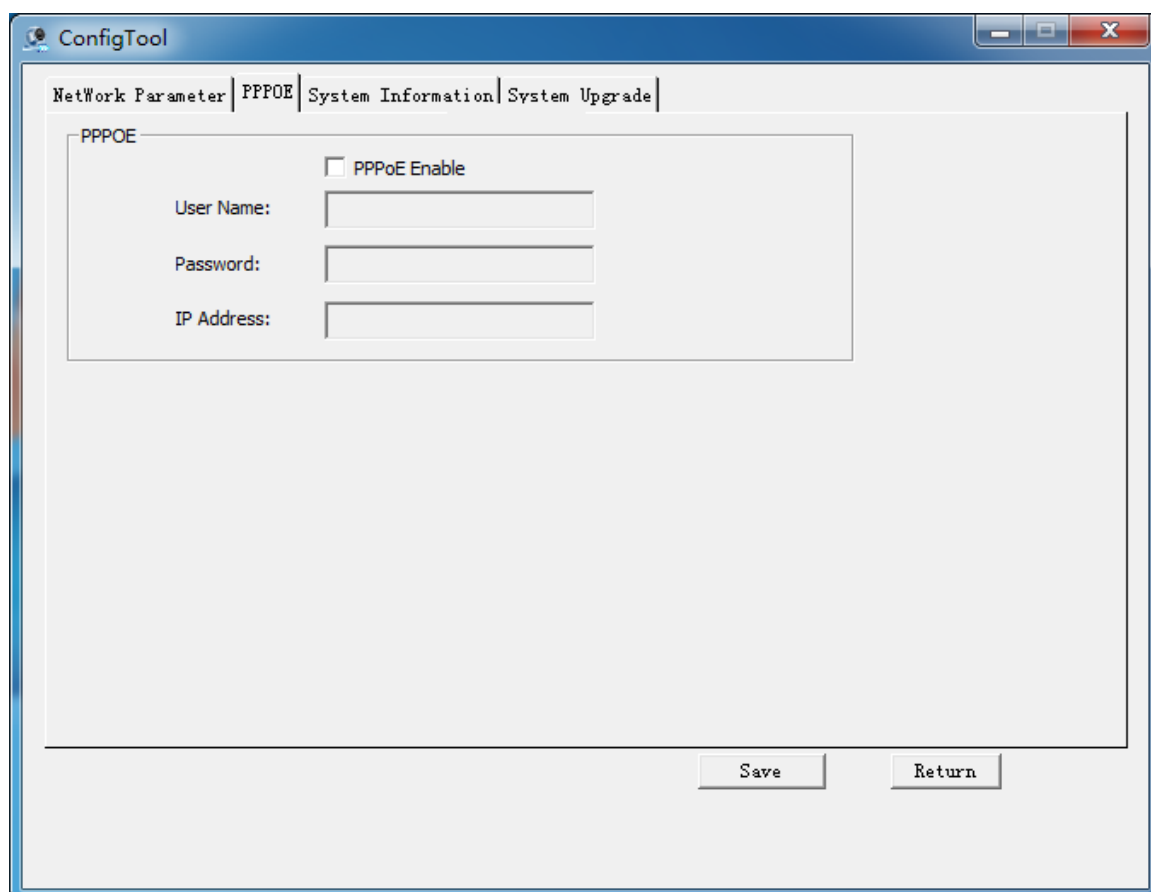 ConfigTool
NetWork Parameter PPPOE System Information System Upgrade
PPPOE
PPPoE Enable
User Name:
Password:
IP Address:
Save Return